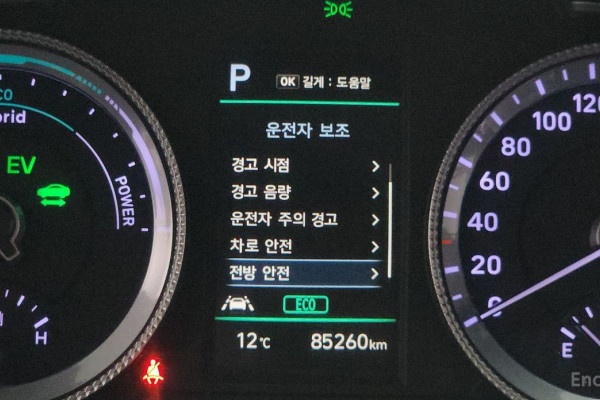 P
OK 길게 : 도움말
운전자 보조
경고 시점
경고 음량
운전자 주의 경고
차로 안전
전방 안전
ECO
12℃ 85260km
EV
POWER
H
120
100
80
60
40
20
0
E